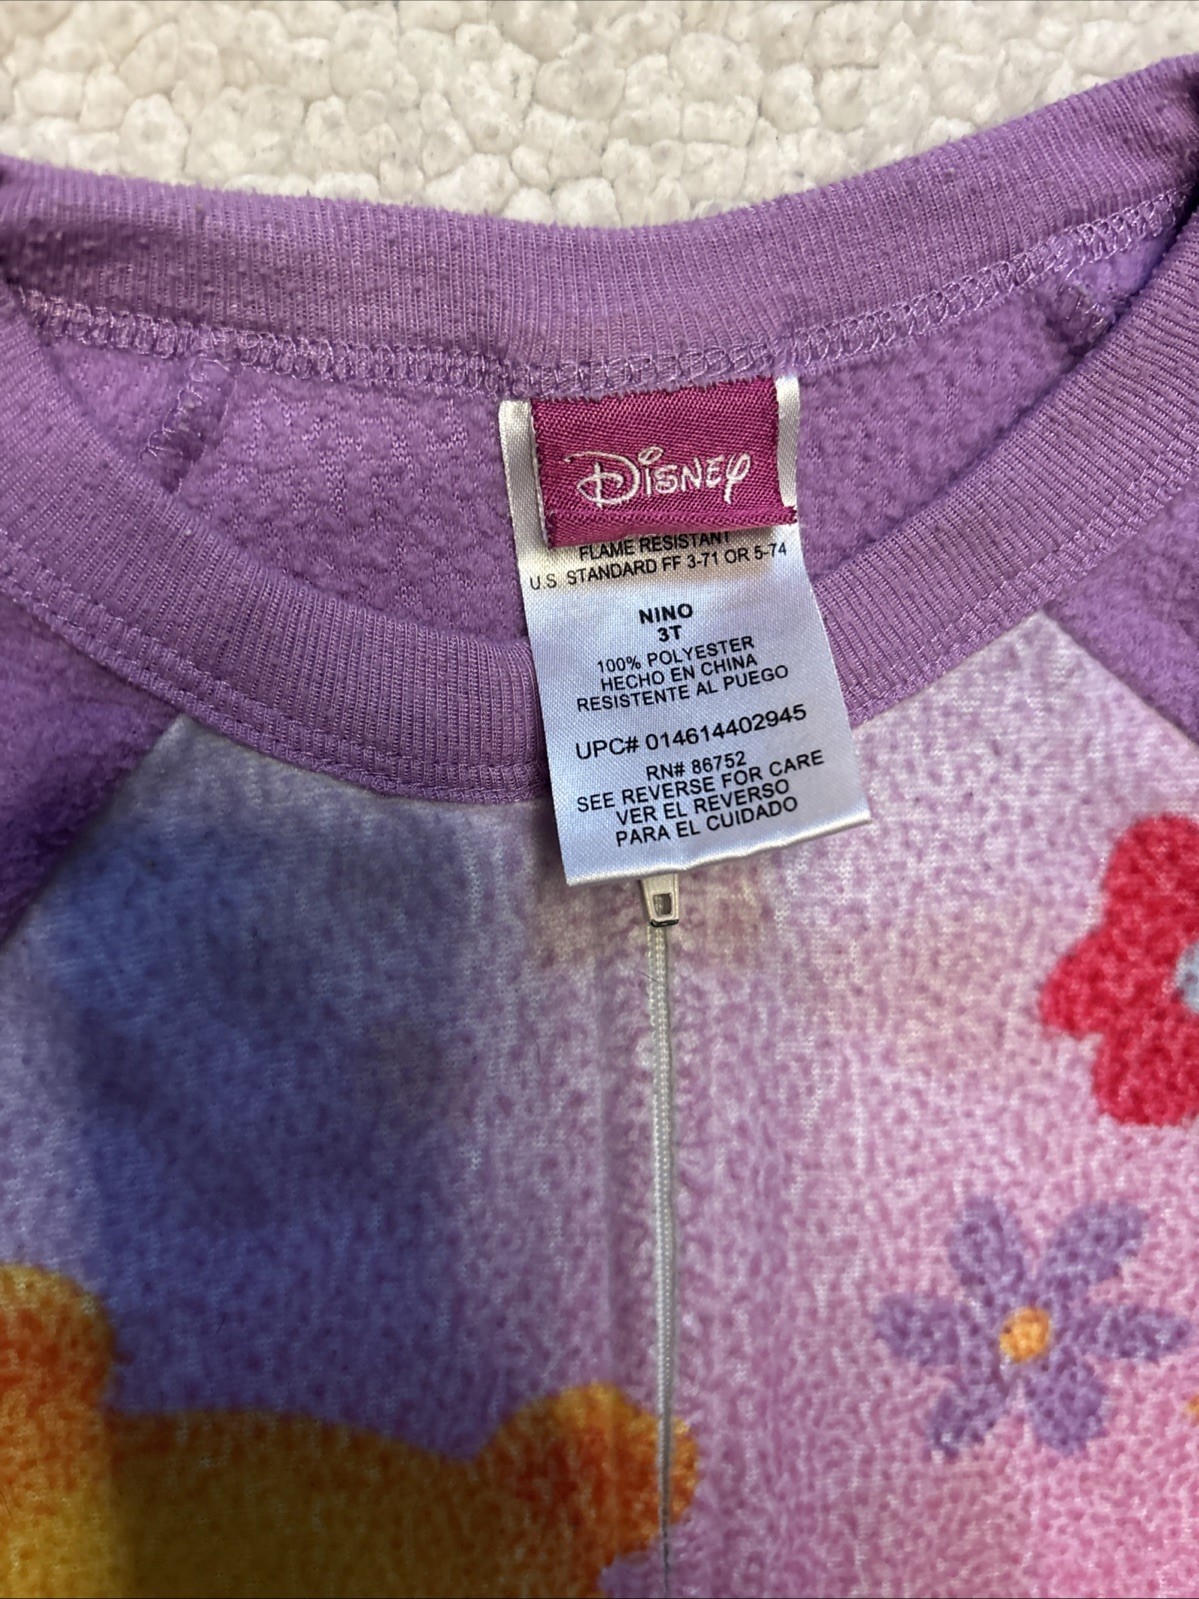 Disney
FLAME RESISTANT
U.S. STANDARD FF 3-71 OR 5-74
NINO
3T
100% POLYESTER
HECHO EN CHINA
RESISTENTE AL PUEGO
UPC# 014614402945
RN# 86752
SEE REVERSE FOR CARE
VER EL REVERSO
PARA EL CUIDADO